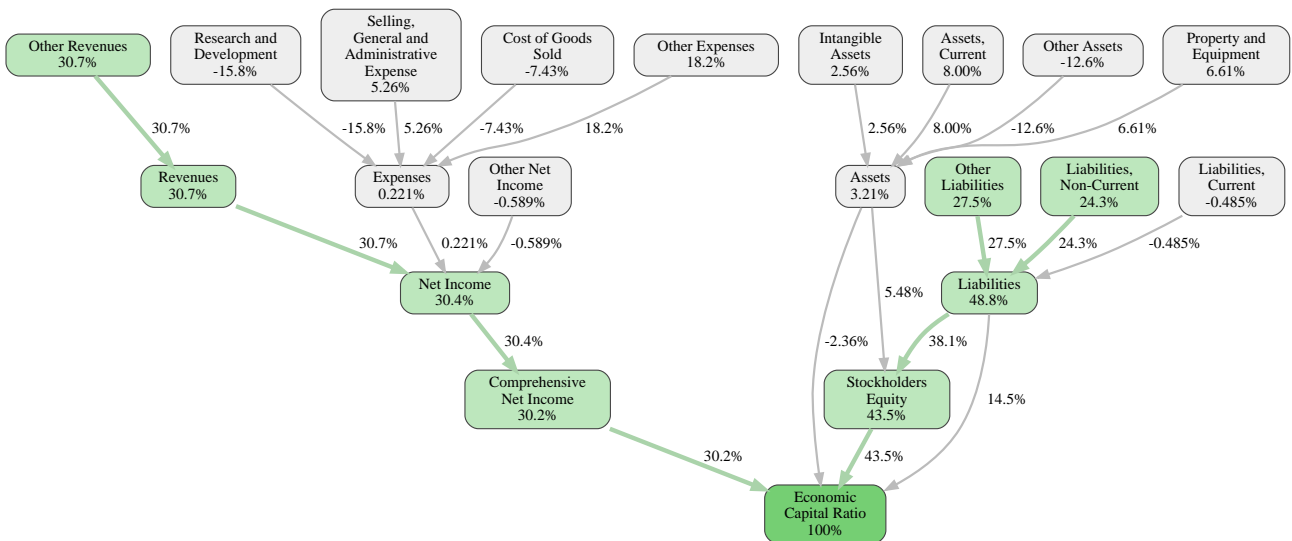 Other Revenues
30.7%
Research and
Development
-15.8%
Selling,
General and
Administrative
Expense
5.26%
Cost of Goods
Sold
-7.43%
Other Expenses
18.2%
Intangible
Assets
2.56%
Assets,
Current
8.00%
Other Assets
-12.6%
Property and
Equipment
6.61%
30.7%
-15.8%
5.26%
-7.43%
18.2%
2.56%
8.00%
-12.6%
6.61%
Revenues
30.7%
Expenses
0.221%
Other Net
Income
-0.589%
Assets
3.21%
Other
Liabilities
27.5%
Liabilities,
Non-Current
24.3%
Liabilities,
Current
-0.485%
30.7%
0.221%
-0.589%
27.5%
24.3%
-0.485%
Net Income
30.4%
Liabilities
48.8%
5.48%
30.4%
-2.36%
38.1%
Comprehensive
Net Income
30.2%
Stockholders
Equity
43.5%
14.5%
30.2%
43.5%
Economic
Capital Ratio
100%